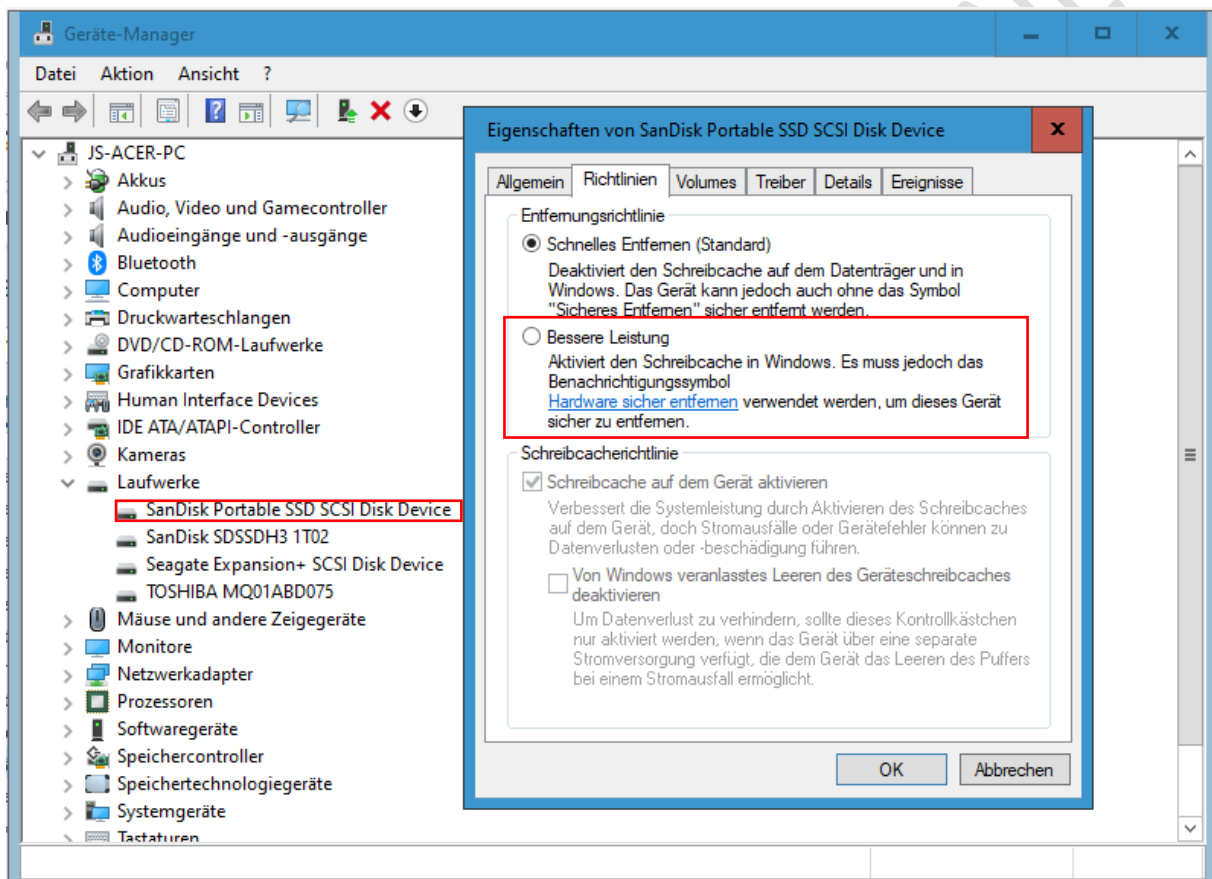 Geräte-Manager
Datei Aktion Ansicht ?
JS-ACER-PC
Akkus
Audio, Video und Gamecontroller
Audioeingänge und -ausgänge
Bluetooth
Computer
Druckwarteschlangen
DVD/CD-ROM-Laufwerke
Grafikkarten
Human Interface Devices
IDE ATA/ATAPI-Controller
Kameras
Laufwerke
SanDisk Portable SSD SCSI Disk Device
SanDisk SDSSDH3 1T02
Seagate Expansion+ SCSI Disk Device
TOSHIBA MQ01ABD075
Mäuse und andere Zeigegeräte
Monitore
Netzwerkadapter
Prozessoren
Softwaregeräte
Speichercontroller
Speichertechnologiegeräte
Systemgeräte
Tastaturen
Eigenschaften von SanDisk Portable SSD SCSI Disk Device
Allgemein Richtlinien Volumes Treiber Details Ereignisse
Entfernungsrichtlinie
Schnelles Entfernen (Standard)
Deaktiviert den Schreibcache auf dem Datenträger und in
Windows. Das Gerät kann jedoch auch ohne das Symbol
"Sicheres Entfernen" sicher entfernt werden.
Bessere Leistung
Aktiviert den Schreibcache in Windows. Es muss jedoch das
Benachrichtigungssymbol
Hardware sicher entfernen verwendet werden, um dieses Gerät
sicher zu entfernen.
Schreibcacherichtlinie
Schreibcache auf dem Gerät aktivieren
Verbessert die Systemleistung durch Aktivieren des Schreibcaches
auf dem Gerät, doch Stromausfälle oder Gerätefehler können zu
Datenverlusten oder -beschädigung führen.
Von Windows veranlasstes Leeren des Geräteschreibcaches
deaktivieren
Um Datenverlust zu verhindern, sollte dieses Kontrollkästchen
nur aktiviert werden, wenn das Gerät über eine separate
Stromversorgung verfügt, die dem Gerät das Leeren des Puffers
bei einem Stromausfall ermöglicht.
OK Abbrechen